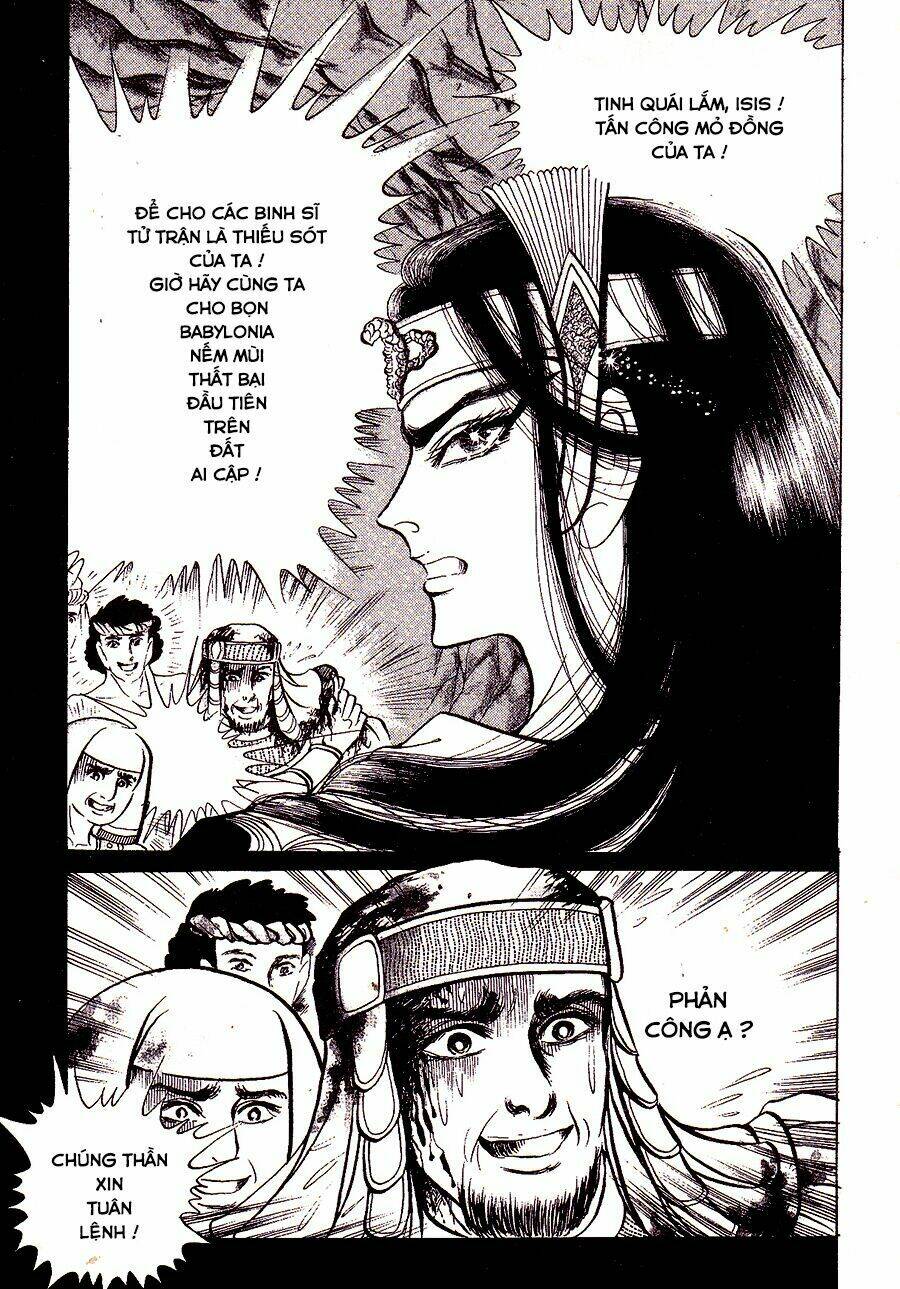 TINH QUÁI LẮM, ISIS !
TẤN CÔNG MỎ ĐỒNG
CỦA TA !
ĐỂ CHO CÁC BINH SĨ
TỬ TRẬN LÀ THIẾU SÓT
CỦA TA !
GIỜ HÃY CÙNG TA
CHO BỌN
BABYLONIA
NẾM MÙI
THẤT BẠI
ĐẦU TIÊN
TRÊN
ĐẤT
AI CẬP !
PHẢN
CÔNG Ạ ?
CHÚNG THẦN
XIN
TUÂN
LỆNH !